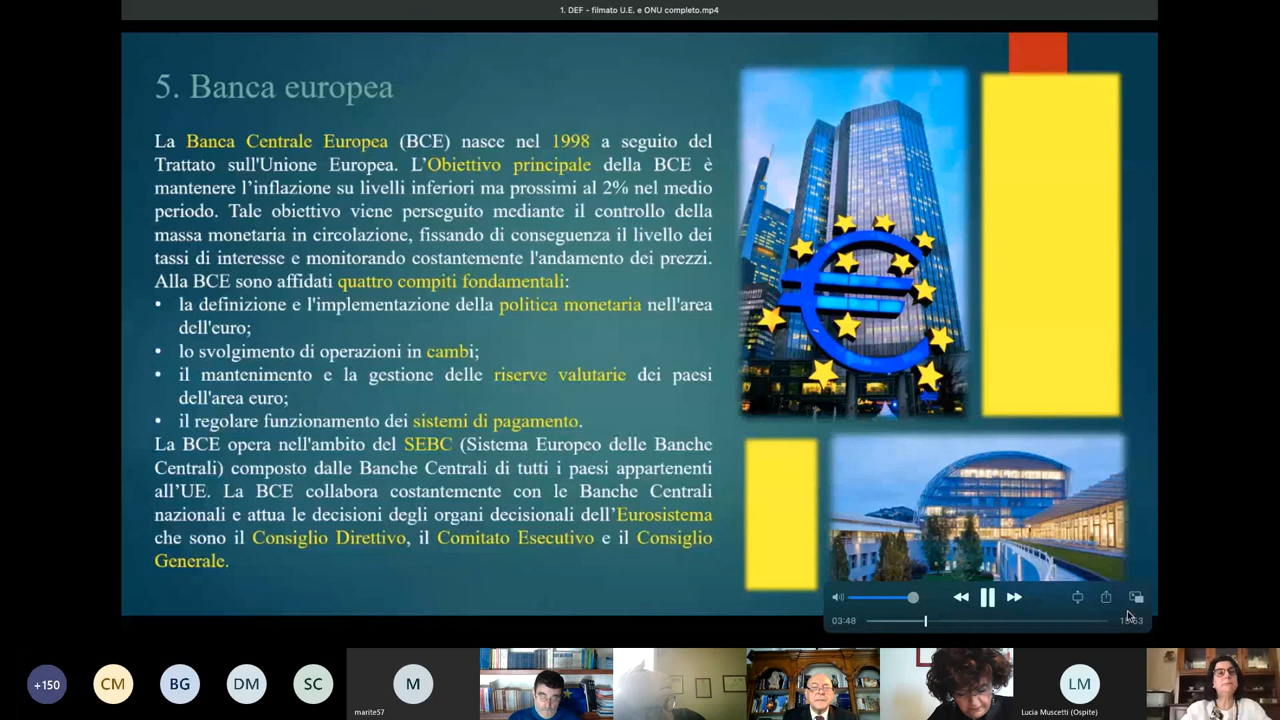 1. DEF - filmato U.E. e ONU completo.mp4
5. Banca europea
La Banca Centrale Europea (BCE) nasce nel 1998 a seguito del
Trattato sull'Unione Europea. L'Obiettivo principale della BCE è
mantenere l'inflazione su livelli inferiori ma prossimi al 2% nel medio
periodo. Tale obiettivo viene perseguito mediante il controllo della
massa monetaria in circolazione, fissando di conseguenza il livello dei
tassi di interesse e monitorando costantemente l'andamento dei prezzi.
Alla BCE sono affidati quattro compiti fondamentali:
• la definizione e l'implementazione della politica monetaria nell'area
dell'euro;
• lo svolgimento di operazioni in cambi;
• il mantenimento e la gestione delle riserve valutarie dei paesi
dell'area euro;
• il regolare funzionamento dei sistemi di pagamento.
La BCE opera nell'ambito del SEBC (Sistema Europeo delle Banche
Centrali) composto dalle Banche Centrali di tutti i paesi appartenenti
all'UE. La BCE collabora costantemente con le Banche Centrali
nazionali e attua le decisioni degli organi decisionali dell'Eurosistema
che sono il Consiglio Direttivo, il Comitato Esecutivo e il Consiglio
Generale.
03:48
+150
CM
BG
DM
SC
M
marite57
LM
Lucia Muscetti (Ospite)